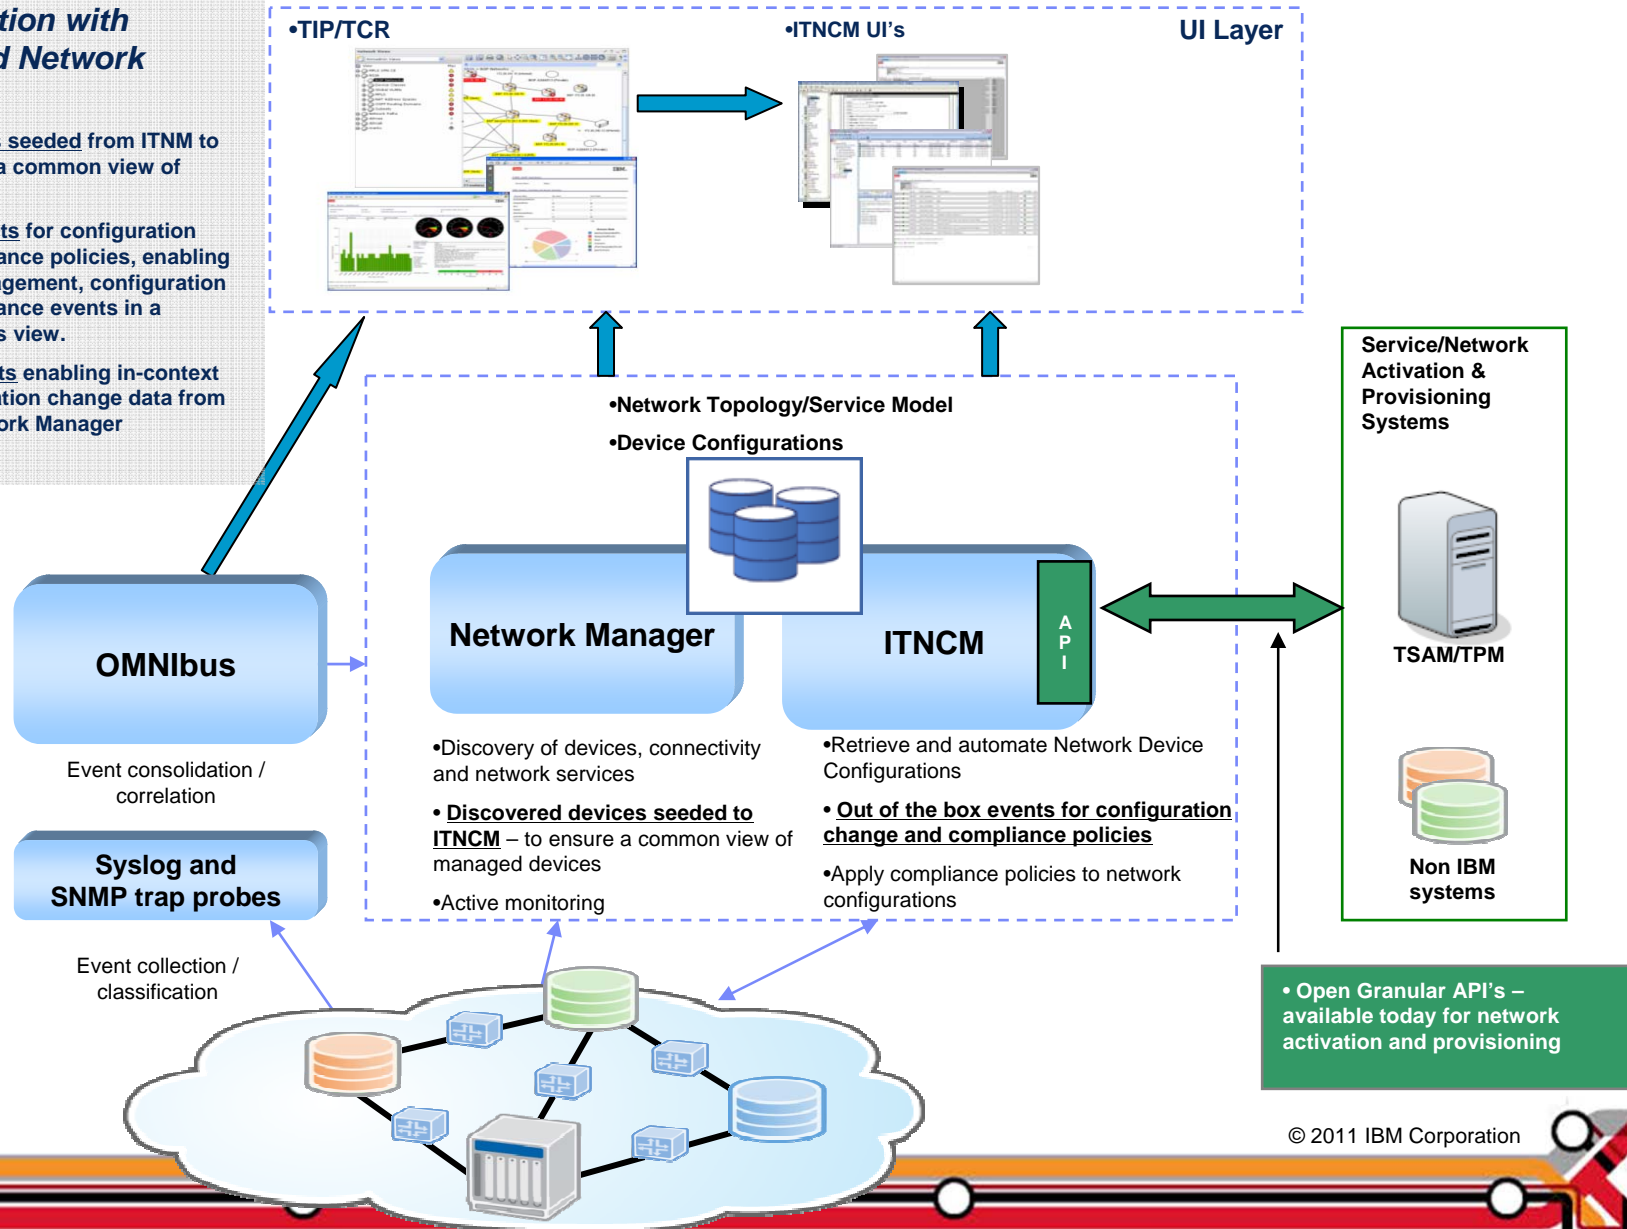 tion with
d Network
s seeded from ITNM to
a common view of
ts for configuration
ance policies, enabling
agement, configuration
ance events in a
s view.
ts enabling in-context
ation change data from
ork Manager
•TIP/TCR
•ITNCM UI's
UI Layer
•Network Topology/Service Model
•Device Configurations
Service/Network
Activation &
Provisioning
Systems
TSAM/TPM
Non IBM
systems
OMNIbus
Network Manager
ITNCM
A
P
I
Event consolidation /
correlation
Syslog and
SNMP trap probes
Event collection /
classification
•Discovery of devices, connectivity
and network services
• Discovered devices seeded to
ITNCM – to ensure a common view of
managed devices
•Active monitoring
•Retrieve and automate Network Device
Configurations
• Out of the box events for configuration
change and compliance policies
•Apply compliance policies to network
configurations
• Open Granular API's –
available today for network
activation and provisioning
© 2011 IBM Corporation